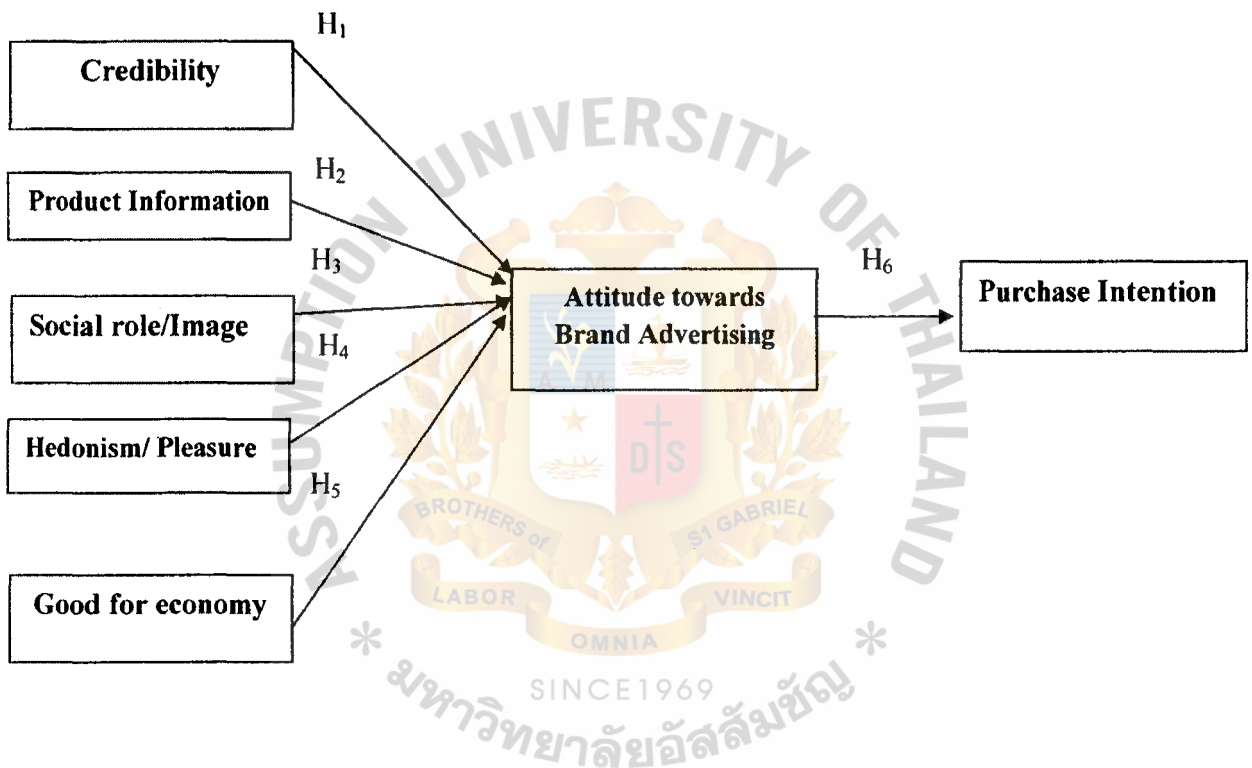 H₁
Credibility
H₂
Product Information
H₃
Social role/Image
H₄
Hedonism/ Pleasure
H₅
Good for economy
Attitude towards
Brand Advertising
H₆
Purchase Intention
ASSUMPTION UNIVERSITY OF THAILAND
A M
D S
BROTHERS of
S1 GABRIEL
LABOR
VINCIT
OMNIA
SINCE1969
* มหาวิทยาลัยอัสสัมชัญ *